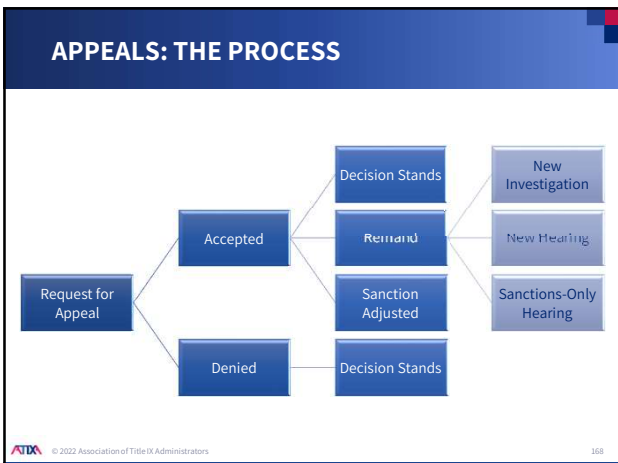 APPEALS: THE PROCESS
Request for
Appeal
Accepted
Denied
Decision Stands
Remand
Sanction
Adjusted
Decision Stands
New
Investigation
New Hearing
Sanctions-Only
Hearing
ATIXA © 2022 Association of Title IX Administrators
168